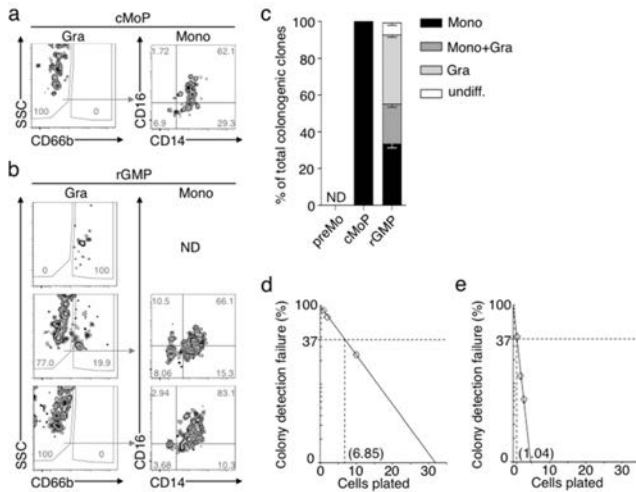 a
cMoP
Gra
Mono
SSC
100
0
CD66b
CD16
1.72
62.1
6.9
29.3
CD14
b
rGMP
Gra
Mono
0
100
ND
77.0
19.9
10.5
66.1
8.06
15.3
SSC
100
0
CD66b
CD16
2.94
83.1
3.68
10.3
CD14
c
% of total colonogenic clones
100
80
60
40
20
0
ND
preMo
cMoP
rGMP
Mono
Mono+Gra
Gra
undiff.
d
Colony detection failure (%)
100
37
0
(6.85)
0
10
20
30
Cells plated
e
Colony detection failure (%)
100
37
0
(1.04)
0
10
20
30
Cells plated